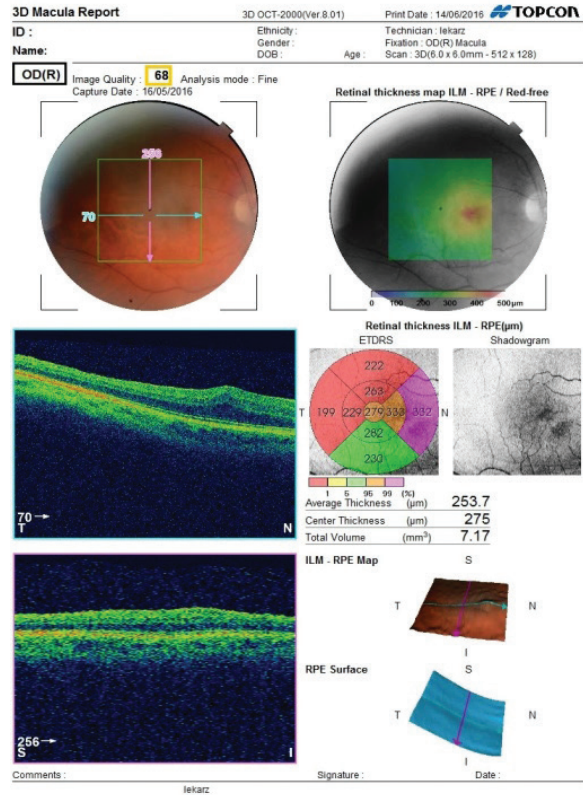 3D Macula Report 3D OCT-2000(Ver.8.01) Print Date : 14/06/2016 TOPCON
ID : Ethnicity : Technician : lekarz
Gender : Fixation : OD(R) Macula
Name: DOB : Age : Scan : 3D(6.0 x 6.0mm - 512 x 128)
OD(R) Image Quality : 68 Analysis mode : Fine
Capture Date : 16/05/2016
Retinal thickness map ILM - RPE / Red-free
256
70
0 100 200 300 400 500µm
Retinal thickness ILM - RPE(µm)
ETDRS Shadowgram
222
263
T 199 229 279 333 332 N
282
230
1 5 95 99 (%)
Average Thickness (µm) 253.7
Center Thickness (µm) 275
Total Volume (mm³) 7.17
70
T N
ILM - RPE Map S
T N
I
RPE Surface S
T N
I
256
S I
Comments : Signature : Date :
lekarz